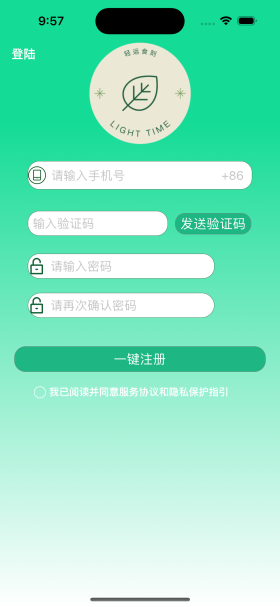 9:57
登陆
轻运食刻
LIGHT TIME
请输入手机号 +86
输入验证码 发送验证码
请输入密码
请再次确认密码
一键注册
我已阅读并同意服务协议和隐私保护指引